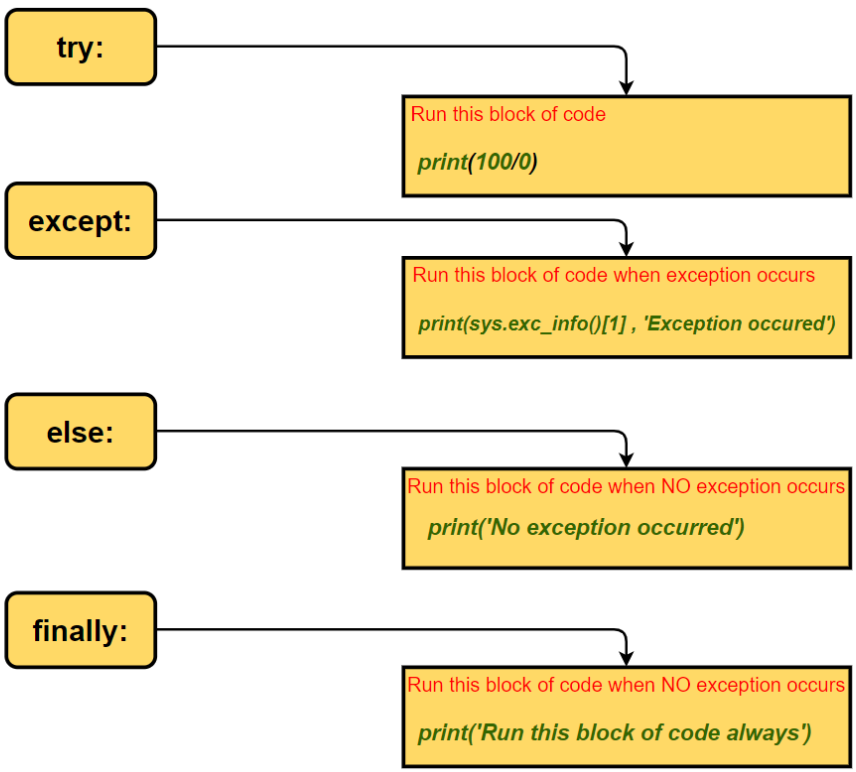 try:
Run this block of code
print(100/0)
except:
Run this block of code when exception occurs
print(sys.exc_info()[1] , 'Exception occured')
else:
Run this block of code when NO exception occurs
print('No exception occurred')
finally:
Run this block of code when NO exception occurs
print('Run this block of code always')